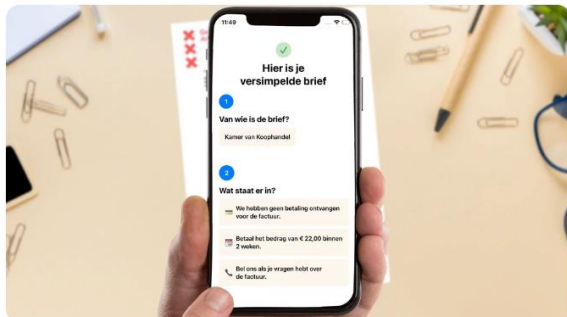 11:49
Hier is je
versimpelde brief
1
Van wie is de brief?
Kamer van Koophandel
2
Wat staat er in?
We hebben geen betaling ontvangen
voor de factuur.
Betaal het bedrag van € 22,00 binnen
2 weken.
Bel ons als je vragen hebt over
de factuur.